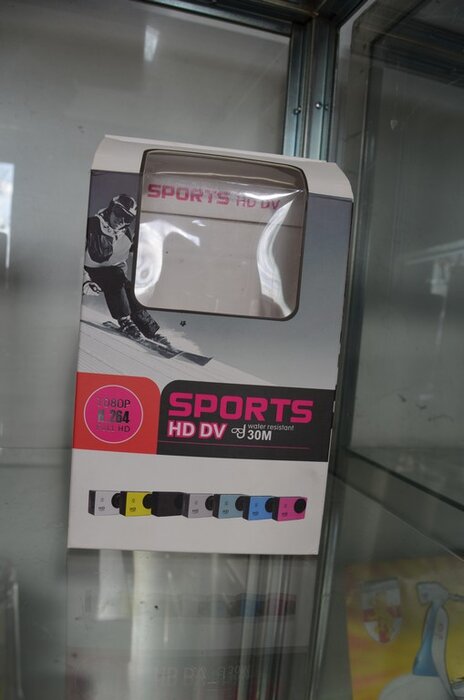 SPORTS HD DV
1080P
H.264
FULL HD
SPORTS
HD DV
water resistant
30M